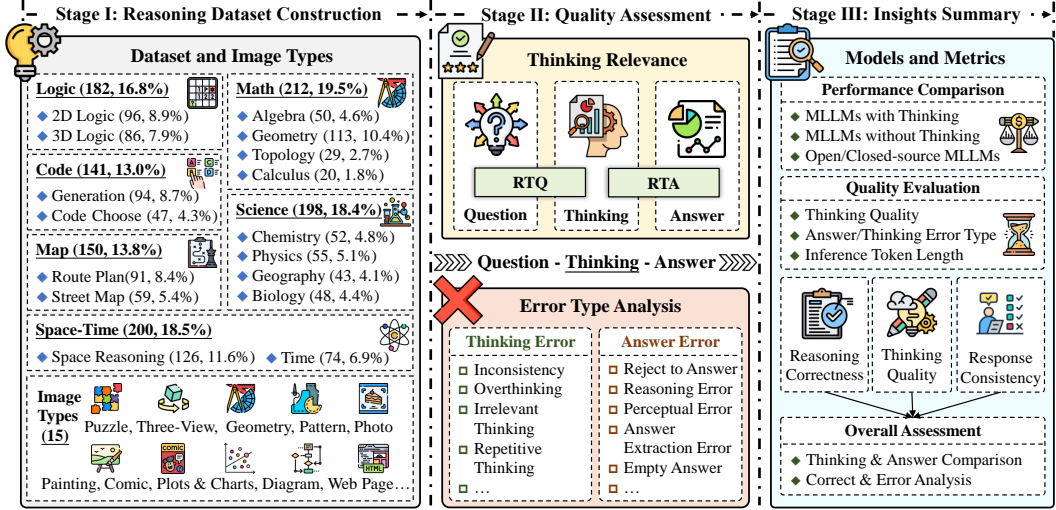 Stage I: Reasoning Dataset Construction
Stage II: Quality Assessment
Stage III: Insights Summary
Dataset and Image Types
Logic (182, 16.8%)
2D Logic (96, 8.9%)
3D Logic (86, 7.9%)
Code (141, 13.0%)
Generation (94, 8.7%)
Code Choose (47, 4.3%)
Map (150, 13.8%)
Route Plan(91, 8.4%)
Street Map (59, 5.4%)
Math (212, 19.5%)
Algebra (50, 4.6%)
Geometry (113, 10.4%)
Topology (29, 2.7%)
Calculus (20, 1.8%)
Science (198, 18.4%)
Chemistry (52, 4.8%)
Physics (55, 5.1%)
Geography (43, 4.1%)
Biology (48, 4.4%)
Space-Time (200, 18.5%)
Space Reasoning (126, 11.6%)
Time (74, 6.9%)
Image
Types
(15)
Puzzle, Three-View, Geometry, Pattern, Photo
comic
HTML
Painting, Comic, Plots & Charts, Diagram, Web Page…
Thinking Relevance
RTQ
RTA
Question
Thinking
Answer
Question - Thinking - Answer
Error Type Analysis
Thinking Error
Inconsistency
Overthinking
Irrelevant
Thinking
Repetitive
Thinking
…
Answer Error
Reject to Answer
Reasoning Error
Perceptual Error
Answer
Extraction Error
Empty Answer
…
Models and Metrics
Performance Comparison
MLLMs with Thinking
MLLMs without Thinking
Open/Closed-source MLLMs
Quality Evaluation
Thinking Quality
Answer/Thinking Error Type
Inference Token Length
Reasoning
Correctness
Thinking
Quality
Response
Consistency
Overall Assessment
Thinking & Answer Comparison
Correct & Error Analysis